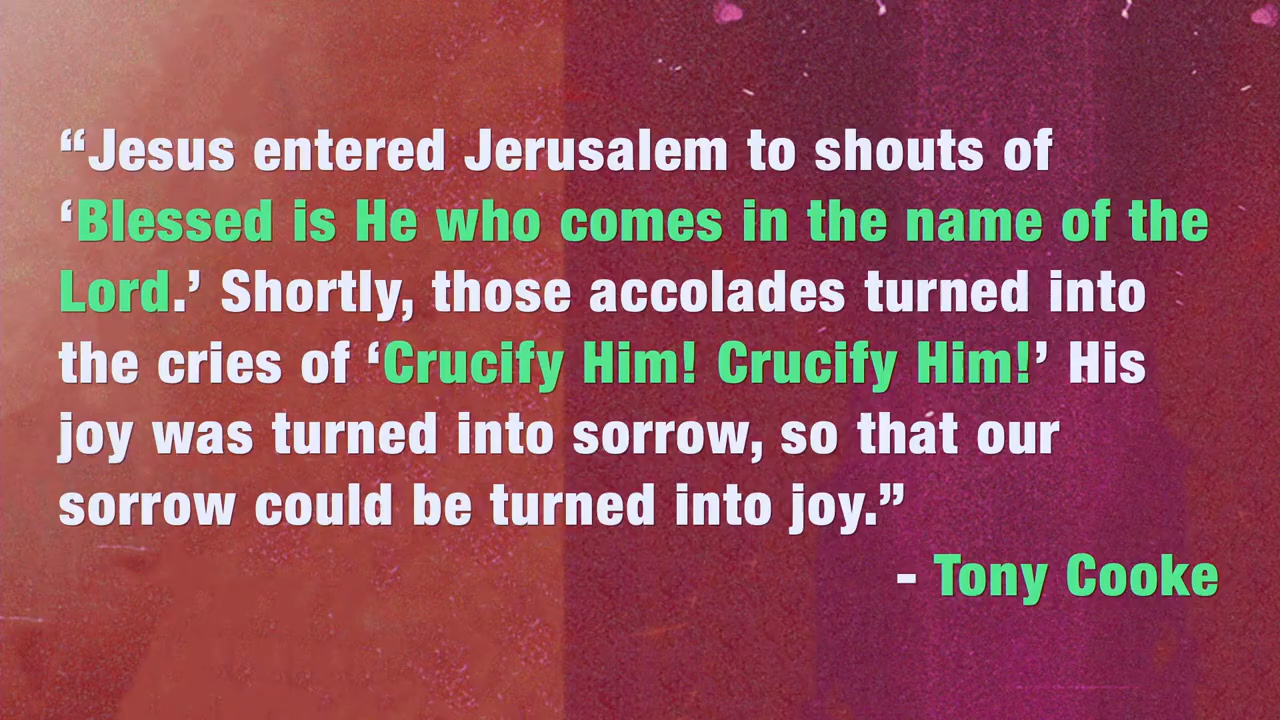 “Jesus entered Jerusalem to shouts of
‘Blessed is He who comes in the name of the
Lord.’ Shortly, those accolades turned into
the cries of ‘Crucify Him! Crucify Him!’ His
joy was turned into sorrow, so that our
sorrow could be turned into joy.”
- Tony Cooke